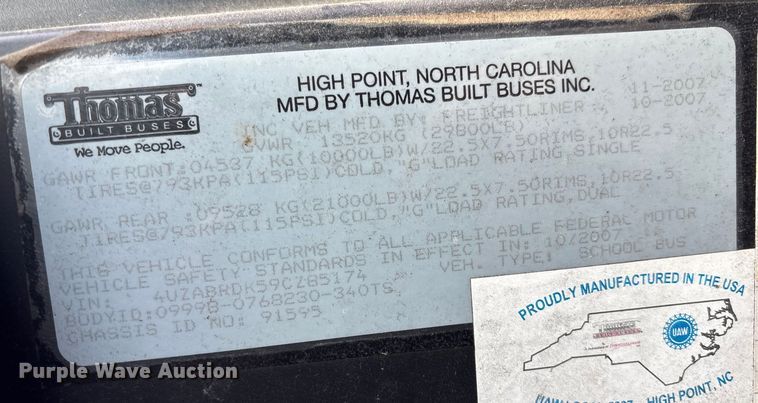 Thomas
BUILT BUSES
We Move People.
HIGH POINT, NORTH CAROLINA
MFD BY THOMAS BUILT BUSES INC. 11-2007
INC. VEH MFD BY: FREIGHTLINER 10-2007
GVWR 13520KG (29800LB)
GAWR FRONT:04537 KG(10000LB)W/22.5X7.50RIMS,10R22.5
TIRES@793KPA(115PSI)COLD,"G"LOAD RATING SINGLE
GAWR REAR :09528 KG(21000LB)W/22.5X7.50RIMS,10R22.5
TIRES@793KPA(115PSI)COLD,"G"LOAD RATING,DUAL
THIS VEHICLE CONFORMS TO ALL APPLICABLE FEDERAL MOTOR
VEHICLE SAFETY STANDARDS IN EFFECT IN: 10/2007
VIN: 4UZABRDK59CZ85174 VEH. TYPE: SCHOOL BUS
BODYID:09998-0768230-340TS
CHASSIS ID NO: 91595
PROUDLY MANUFACTURED IN THE USA
UAW
HIGH POINT, NC
Purple Wave Auction